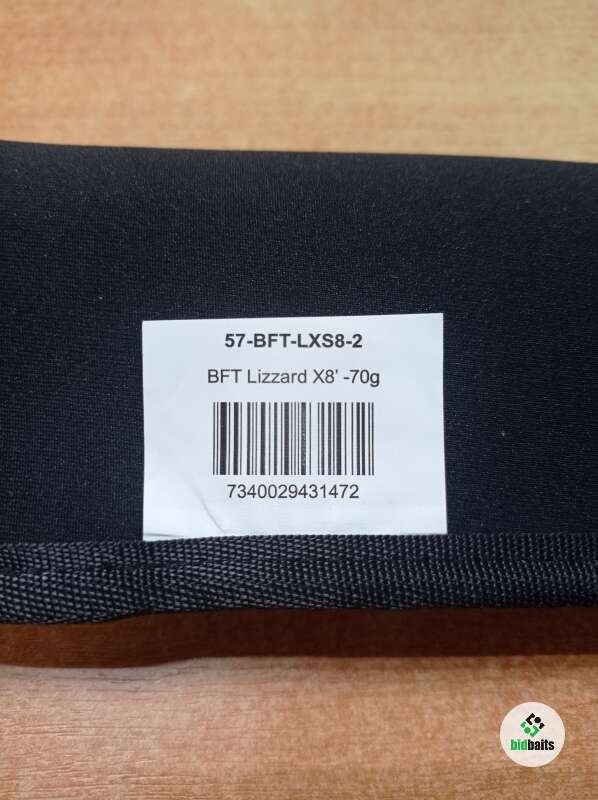 57-BFT-LXS8-2
BFT Lizzard X8' -70g
7340029431472
bidbaits